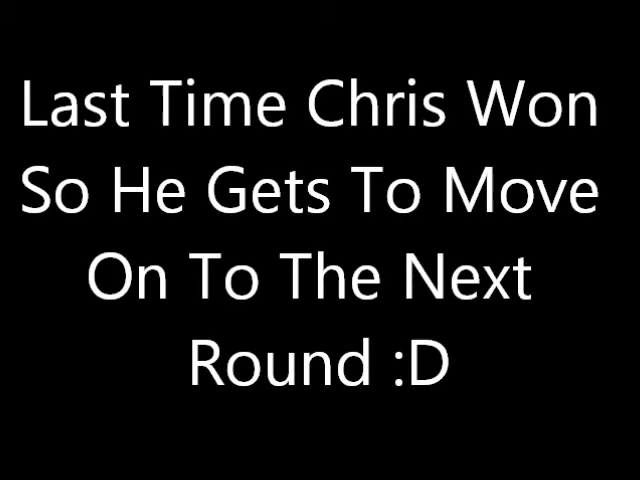 Last Time Chris Won
So He Gets To Move
On To The Next
Round :D